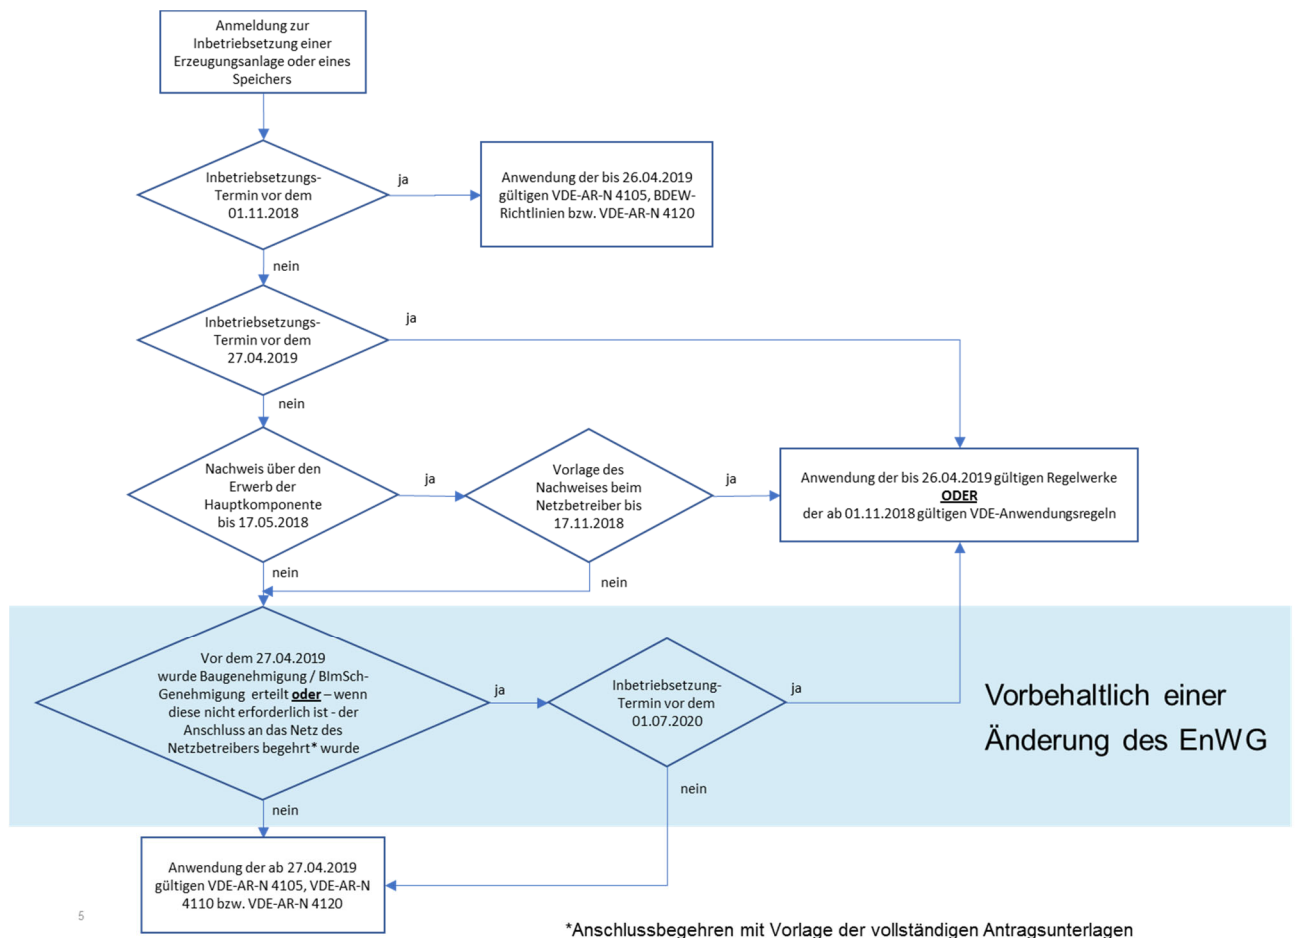 Anmeldung zur
Inbetriebsetzung einer
Erzeugungsanlage oder eines
Speichers
Inbetriebsetzungs-
Termin vor dem
01.11.2018
ja
Anwendung der bis 26.04.2019
gültigen VDE-AR-N 4105, BDEW-
Richtlinien bzw. VDE-AR-N 4120
nein
Inbetriebsetzungs-
Termin vor dem
27.04.2019
ja
nein
Nachweis über den
Erwerb der
Hauptkomponente
bis 17.05.2018
ja
Vorlage des
Nachweises beim
Netzbetreiber bis
17.11.2018
ja
Anwendung der bis 26.04.2019 gültigen Regelwerke
ODER
der ab 01.11.2018 gültigen VDE-Anwendungsregeln
nein
nein
Vor dem 27.04.2019
wurde Baugenehmigung / BImSch-
Genehmigung erteilt oder – wenn
diese nicht erforderlich ist - der
Anschluss an das Netz des
Netzbetreibers begehrt* wurde
ja
Inbetriebsetzung-
Termin vor dem
01.07.2020
ja
Vorbehaltlich einer
Änderung des EnWG
nein
nein
Anwendung der ab 27.04.2019
gültigen VDE-AR-N 4105, VDE-AR-N
4110 bzw. VDE-AR-N 4120
5
*Anschlussbegehren mit Vorlage der vollständigen Antragsunterlagen